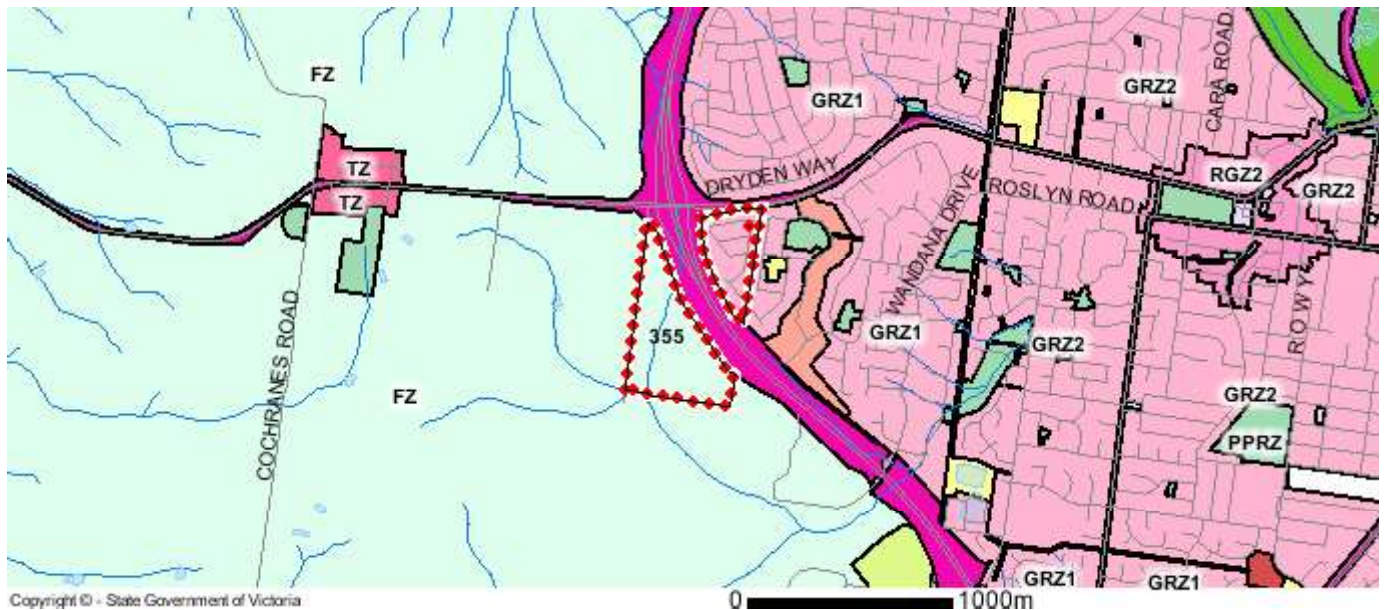 FZ
GRZ1
GRZ2
CARA ROAD
TZ
TZ
DRYDEN WAY
ROSLYN ROAD
RGZ2
GRZ2
WANDANA DRIVE
COCHRANES ROAD
355
GRZ1
GRZ2
ROWY
FZ
GRZ2
PPRZ
GRZ1
GRZ1
Copyright © - State Government of Victoria
0 1000m